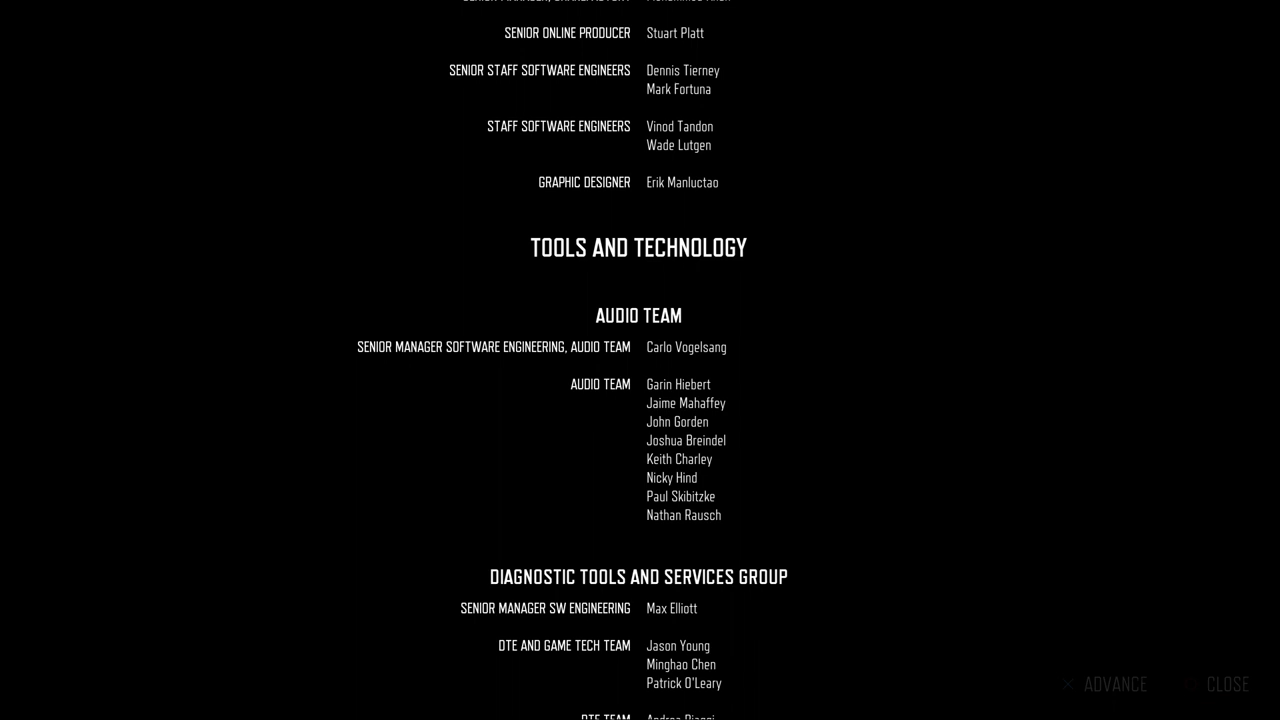 SENIOR ONLINE PRODUCER Stuart Platt
SENIOR STAFF SOFTWARE ENGINEERS Dennis Tierney
Mark Fortuna
STAFF SOFTWARE ENGINEERS Vinod Tandon
Wade Lutgen
GRAPHIC DESIGNER Erik Manluctao
TOOLS AND TECHNOLOGY
AUDIO TEAM
SENIOR MANAGER SOFTWARE ENGINEERING, AUDIO TEAM Carlo Vogelsang
AUDIO TEAM Garin Hiebert
Jaime Mahaffey
John Gorden
Joshua Breindel
Keith Charley
Nicky Hind
Paul Skibitzke
Nathan Rausch
DIAGNOSTIC TOOLS AND SERVICES GROUP
SENIOR MANAGER SW ENGINEERING Max Elliott
DTE AND GAME TECH TEAM Jason Young
Minghao Chen
Patrick O'Leary
ADVANCE CLOSE